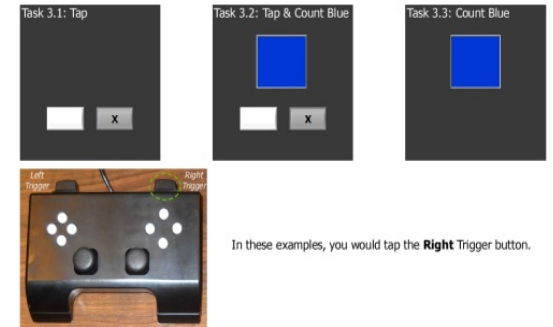 Task 3.1: Tap
Task 3.2: Tap & Count Blue
Task 3.3: Count Blue
X
X
Left Trigger
Right Trigger
In these examples, you would tap the Right Trigger button.